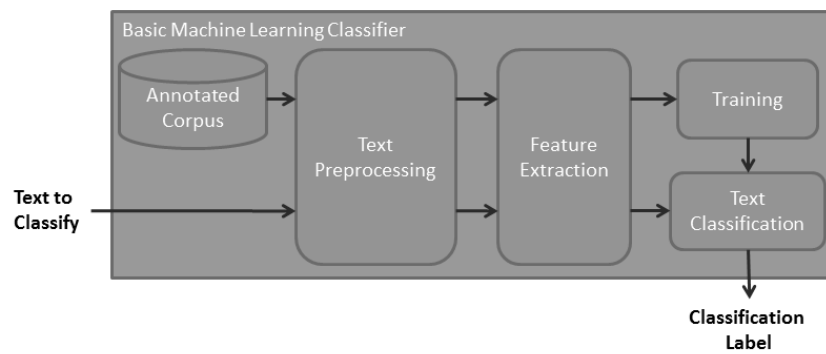 Basic Machine Learning Classifier
Annotated
Corpus
Text
Preprocessing
Feature
Extraction
Training
Text to
Classify
Text
Classification
Classification
Label